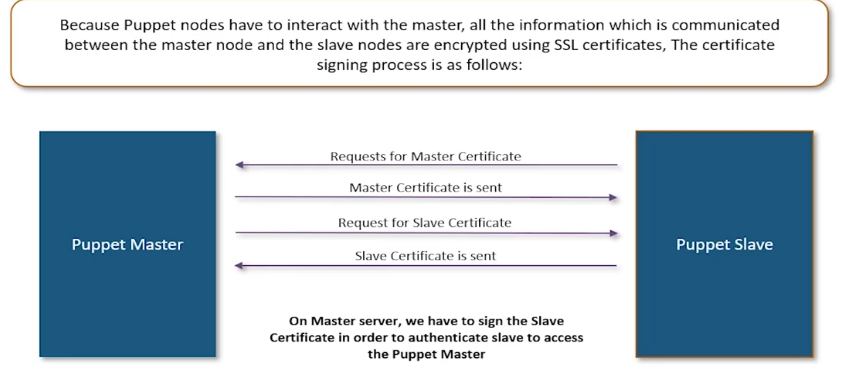 Because Puppet nodes have to interact with the master, all the information which is communicated
between the master node and the slave nodes are encrypted using SSL certificates, The certificate
signing process is as follows:
Requests for Master Certificate
Master Certificate is sent
Request for Slave Certificate
Puppet Master
Puppet Slave
Slave Certificate is sent
On Master server, we have to sign the Slave
Certificate in order to authenticate slave to access
the Puppet Master